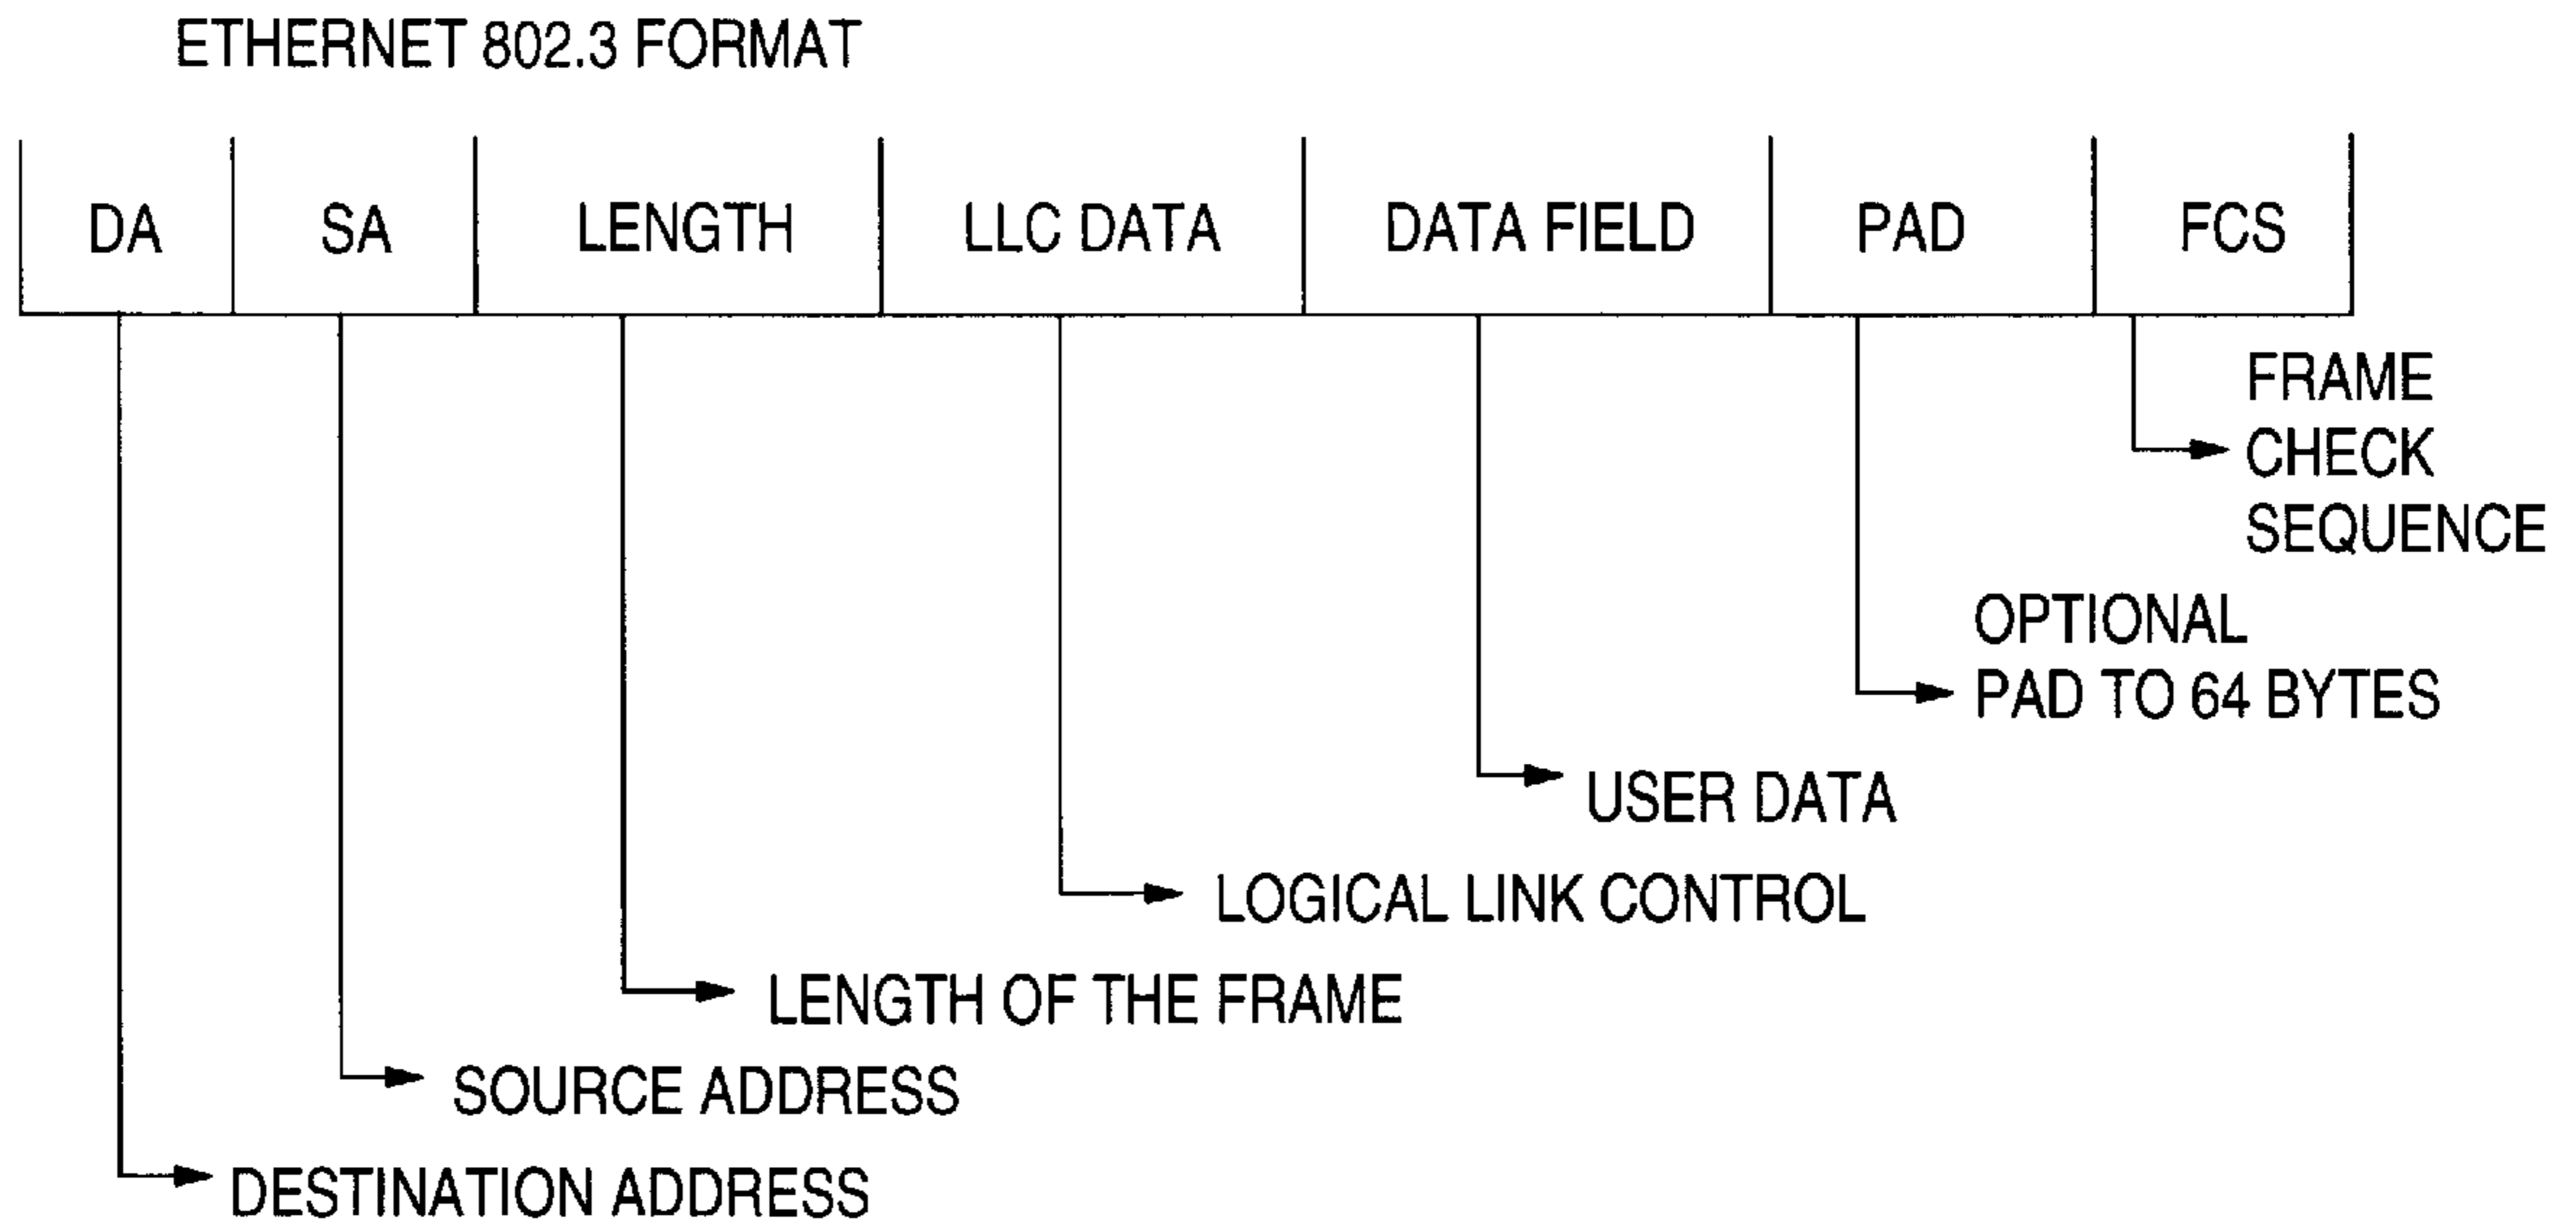 ETHERNET 802.3 FORMAT
DA SA LENGTH LLC DATA DATA FIELD PAD FCS
FRAME
CHECK
SEQUENCE
OPTIONAL
PAD TO 64 BYTES
USER DATA
LOGICAL LINK CONTROL
LENGTH OF THE FRAME
SOURCE ADDRESS
DESTINATION ADDRESS